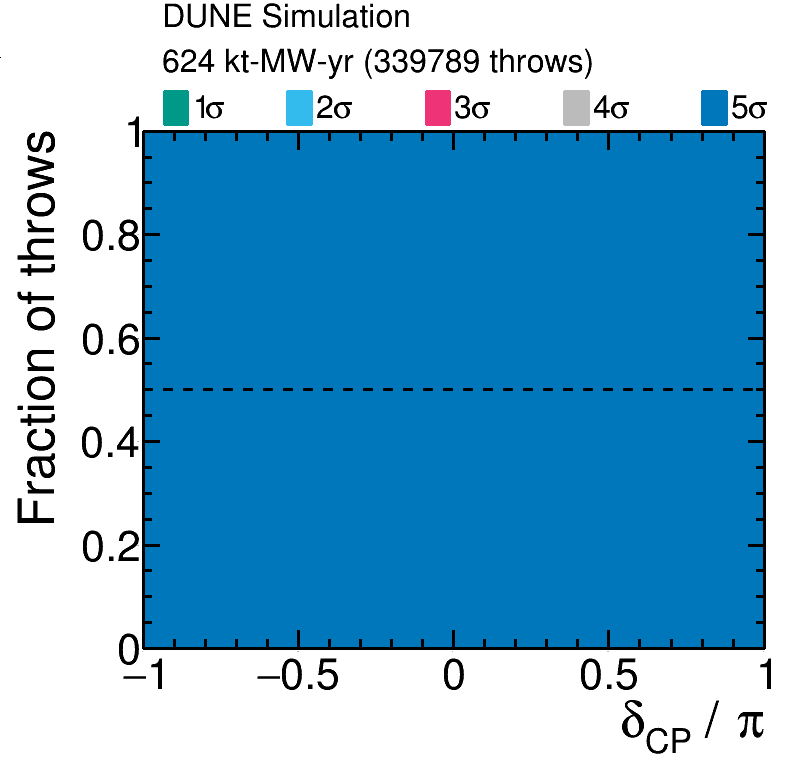 DUNE Simulation
624 kt-MW-yr (339789 throws)
1σ 2σ 3σ 4σ 5σ
Fraction of throws
1
0.8
0.6
0.4
0.2
0
−1 −0.5 0 0.5 1
δCP / π